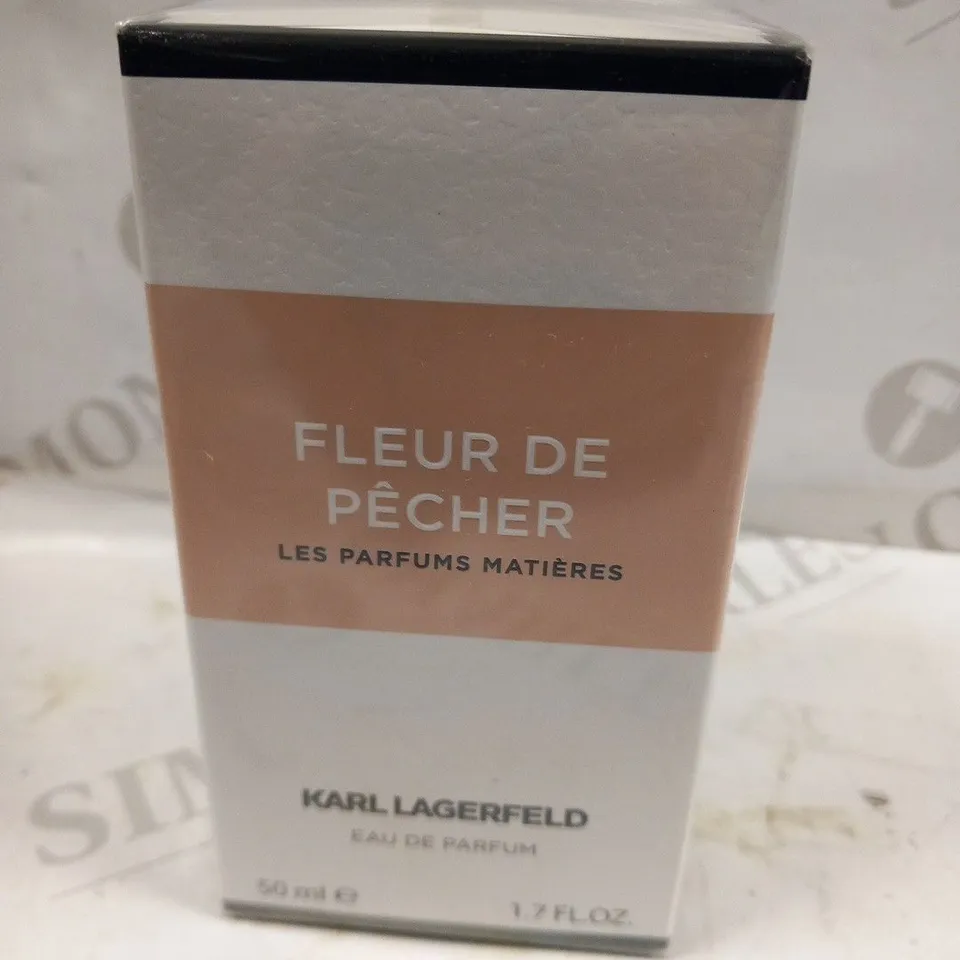 FLEUR DE
PÊCHER
LES PARFUMS MATIÈRES
KARL LAGERFELD
EAU DE PARFUM
50 ml ℮
1.7 FL.OZ.